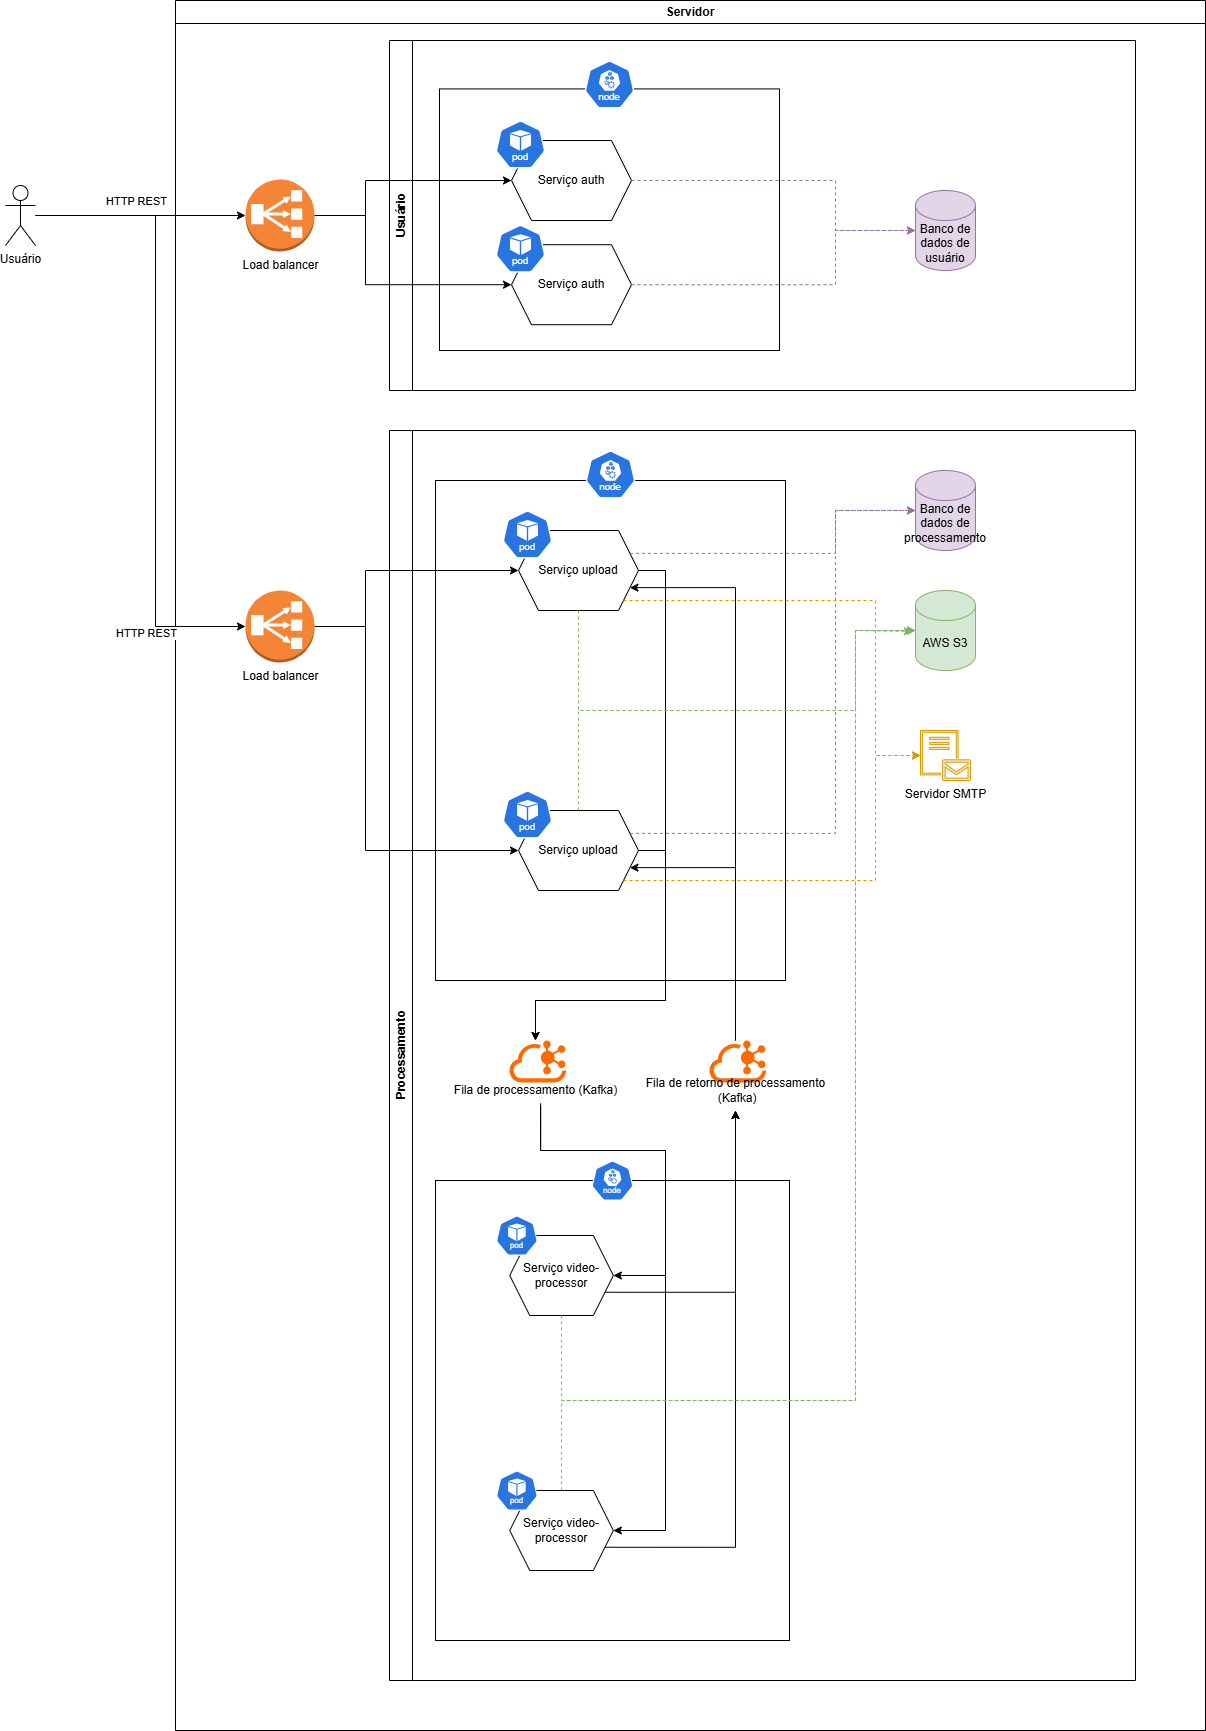 Servidor
node
pod
Serviço auth
HTTP REST
Usuário
Load balancer
Usuário
pod
Serviço auth
Banco de
dados de
usuário
node
pod
Serviço upload
Banco de
dados de
processamento
HTTP REST
Load balancer
AWS S3
Servidor SMTP
pod
Serviço upload
Processamento
Fila de processamento (Kafka)
Fila de retorno de processamento
(Kafka)
node
pod
Serviço video-
processor
pod
Serviço video-
processor